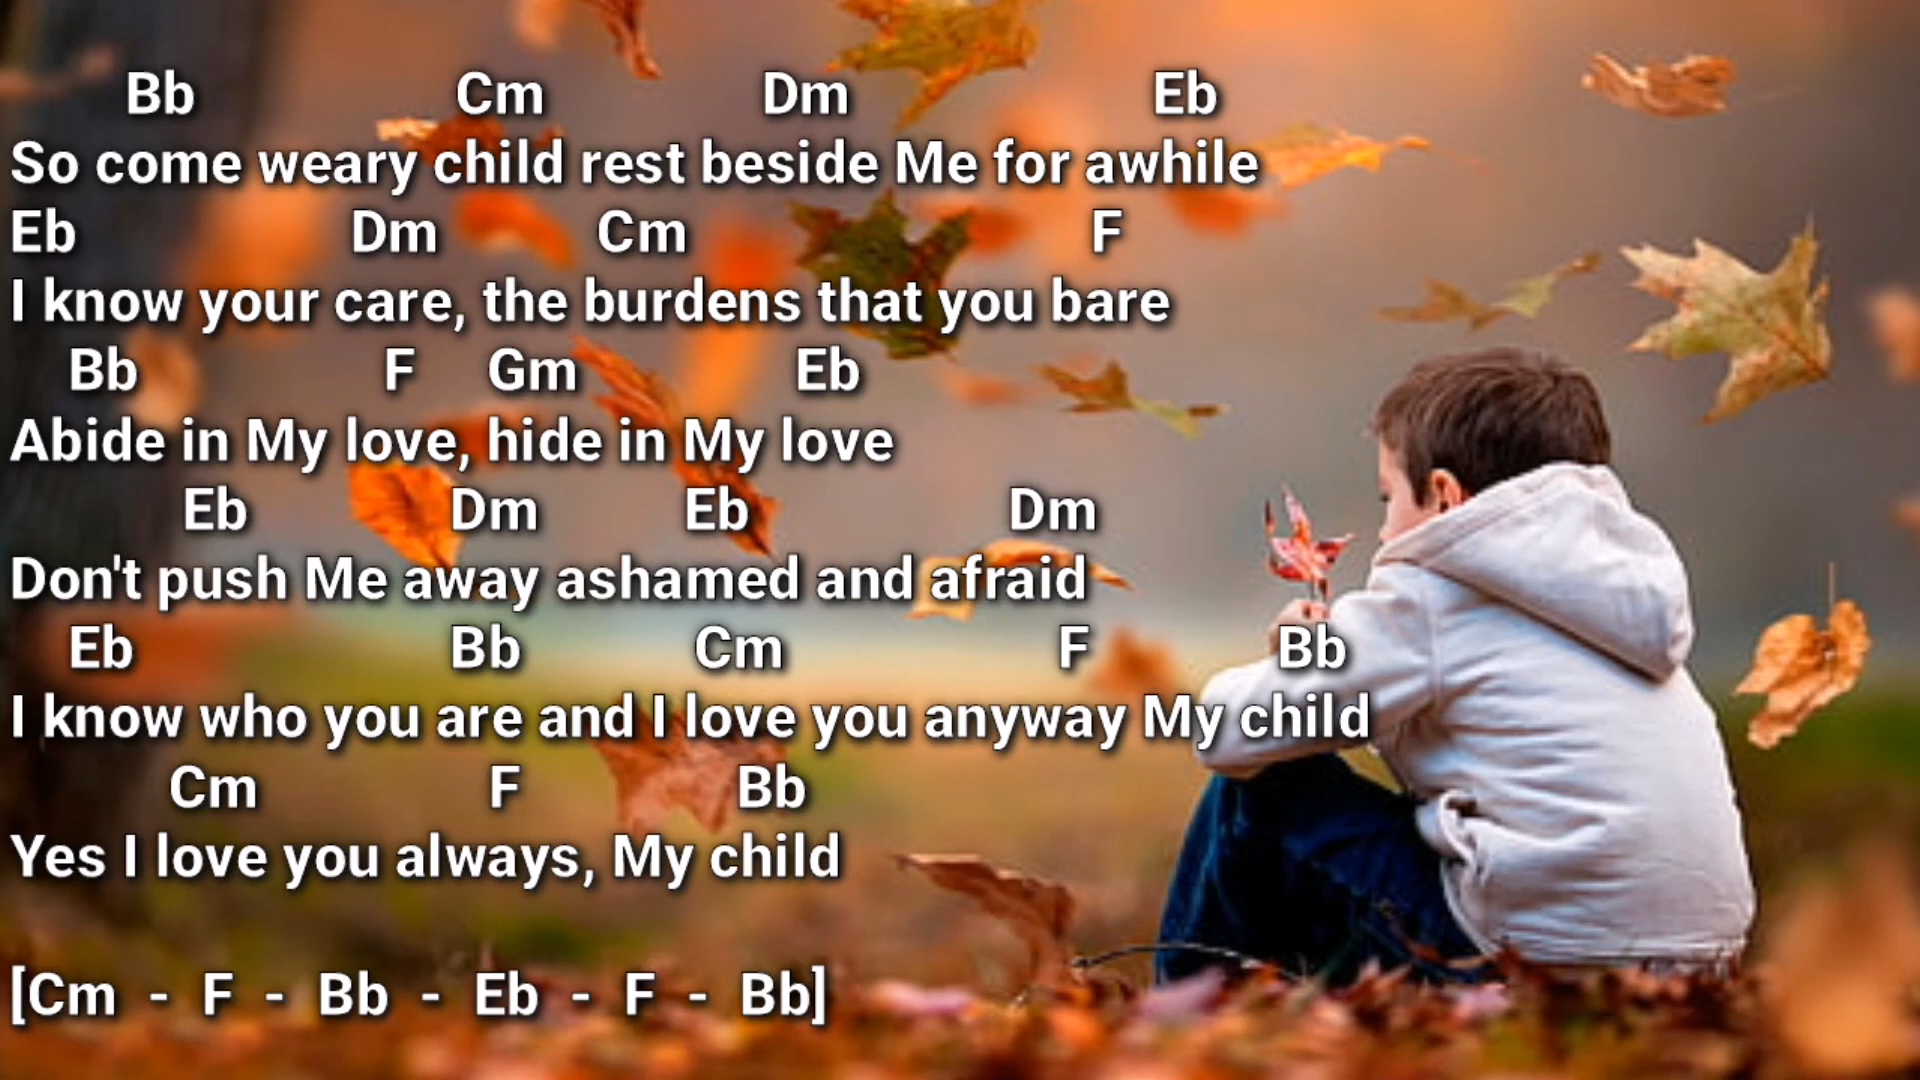 Bb Cm Dm Eb
So come weary child rest beside Me for awhile
Eb Dm Cm F
I know your care, the burdens that you bare
Bb F Gm Eb
Abide in My love, hide in My love
Eb Dm Eb Dm
Don't push Me away ashamed and afraid
Eb Bb Cm F Bb
I know who you are and I love you anyway My child
Cm F Bb
Yes I love you always, My child
[Cm - F - Bb - Eb - F - Bb]